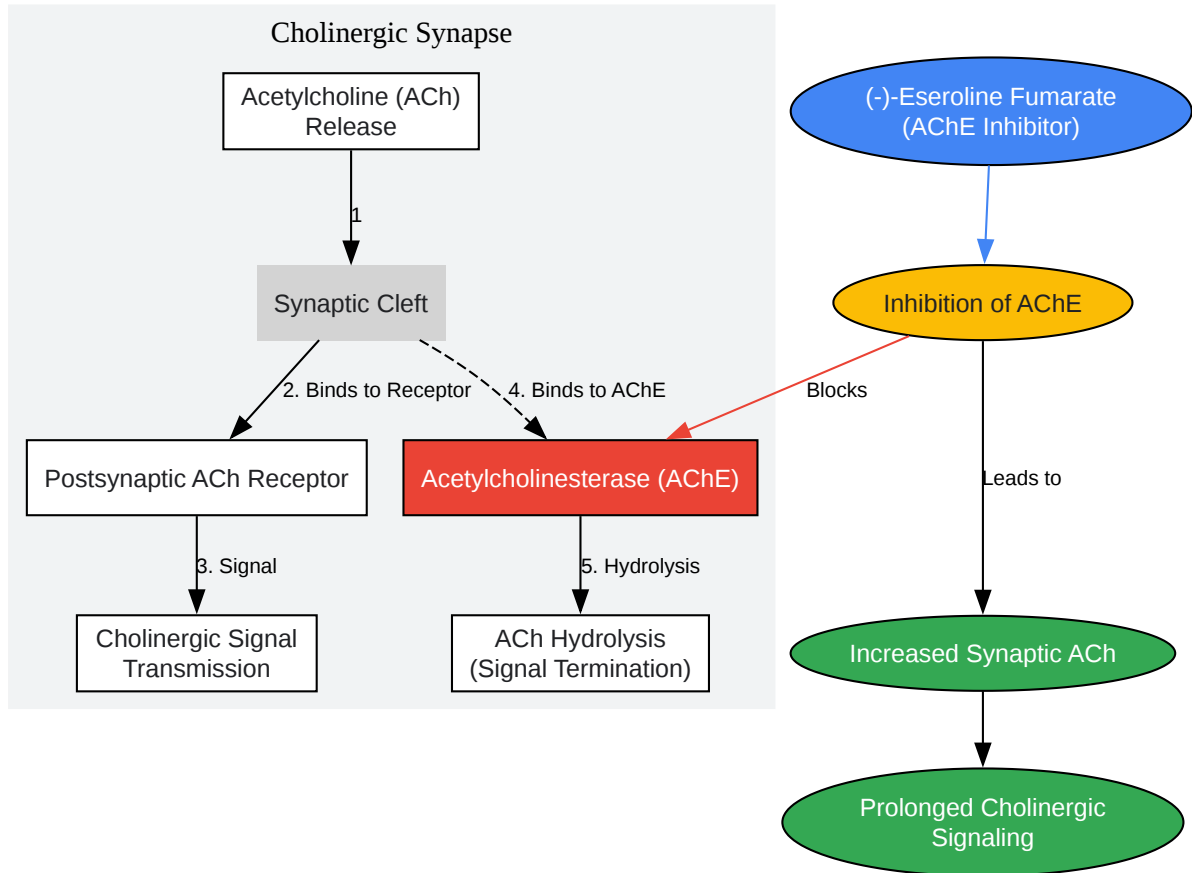 Cholinergic Synapse
Acetylcholine (ACh)
Release
(-)-Eseroline Fumarate
(AChE Inhibitor)
1
Synaptic Cleft
Inhibition of AChE
2. Binds to Receptor
4. Binds to AChE
Blocks
Postsynaptic ACh Receptor
Acetylcholinesterase (AChE)
Leads to
3. Signal
5. Hydrolysis
Cholinergic Signal
Transmission
ACh Hydrolysis
(Signal Termination)
Increased Synaptic ACh
Prolonged Cholinergic
Signaling